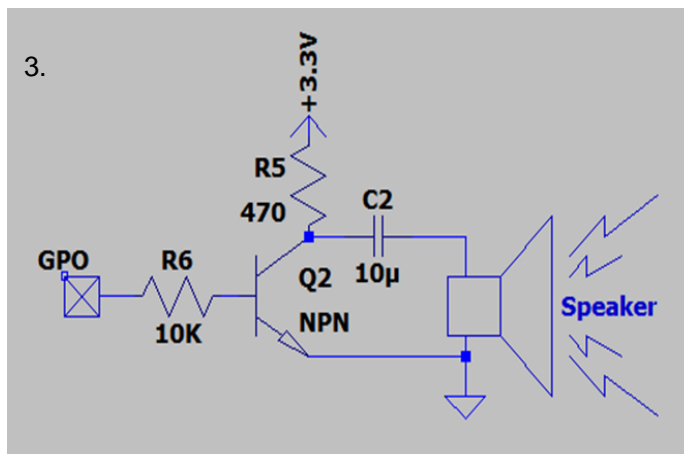 3.
+3.3V
R5
470
C2
10µ
GPO
R6
10K
Q2
NPN
Speaker